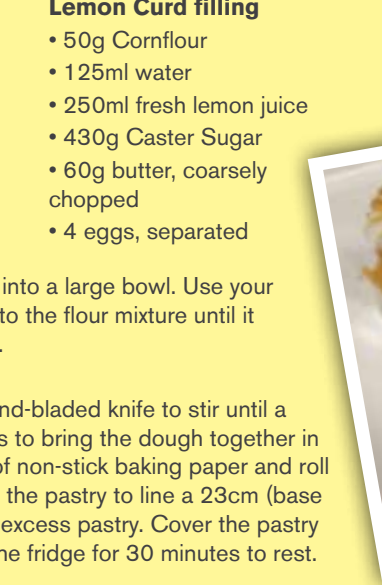 Lemon Curd filling
• 50g Cornflour
• 125ml water
• 250ml fresh lemon juice
• 430g Caster Sugar
• 60g butter, coarsely
chopped
• 4 eggs, separated
into a large bowl. Use your
to the flour mixture until it
.
nd-bladed knife to stir until a
s to bring the dough together in
of non-stick baking paper and roll
the pastry to line a 23cm (base
excess pastry. Cover the pastry
he fridge for 30 minutes to rest.